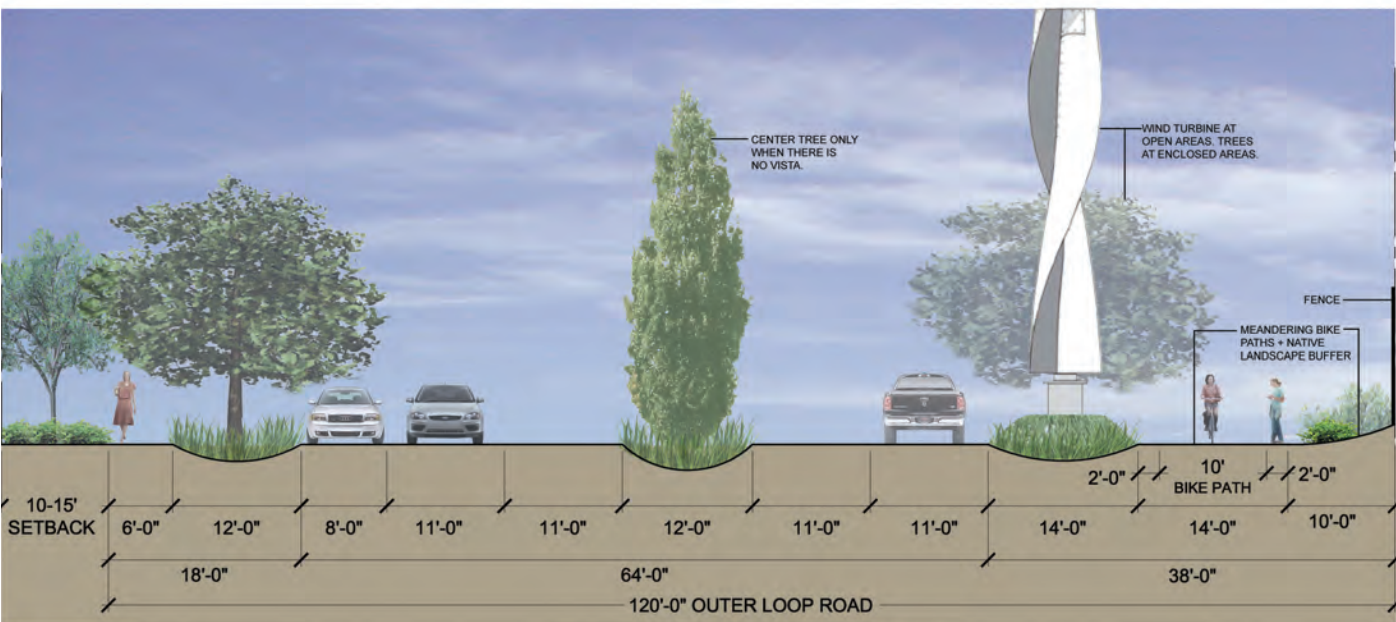 CENTER TREE ONLY
WHEN THERE IS
NO VISTA.
WIND TURBINE AT
OPEN AREAS. TREES
AT ENCLOSED AREAS.
FENCE
MEANDERING BIKE
PATHS + NATIVE
LANDSCAPE BUFFER
2'-0" 10' 2'-0"
BIKE PATH
10-15'
SETBACK 6'-0" 12'-0" 8'-0" 11'-0" 11'-0" 12'-0" 11'-0" 11'-0" 14'-0" 14'-0" 10'-0"
18'-0" 64'-0" 38'-0"
120'-0" OUTER LOOP ROAD